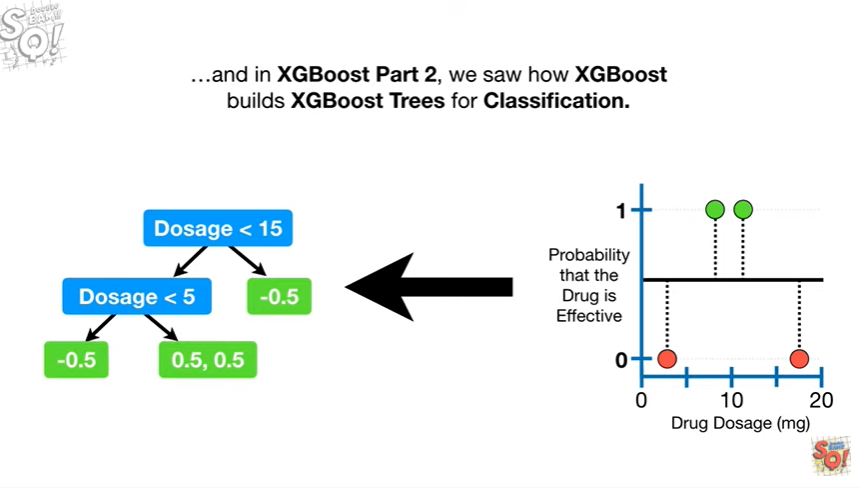 …and in XGBoost Part 2, we saw how XGBoost
builds XGBoost Trees for Classification.
Dosage < 15
Dosage < 5
-0.5
-0.5
0.5, 0.5
1
Probability
that the
Drug is
Effective
0
0
10
20
Drug Dosage (mg)
SQ!